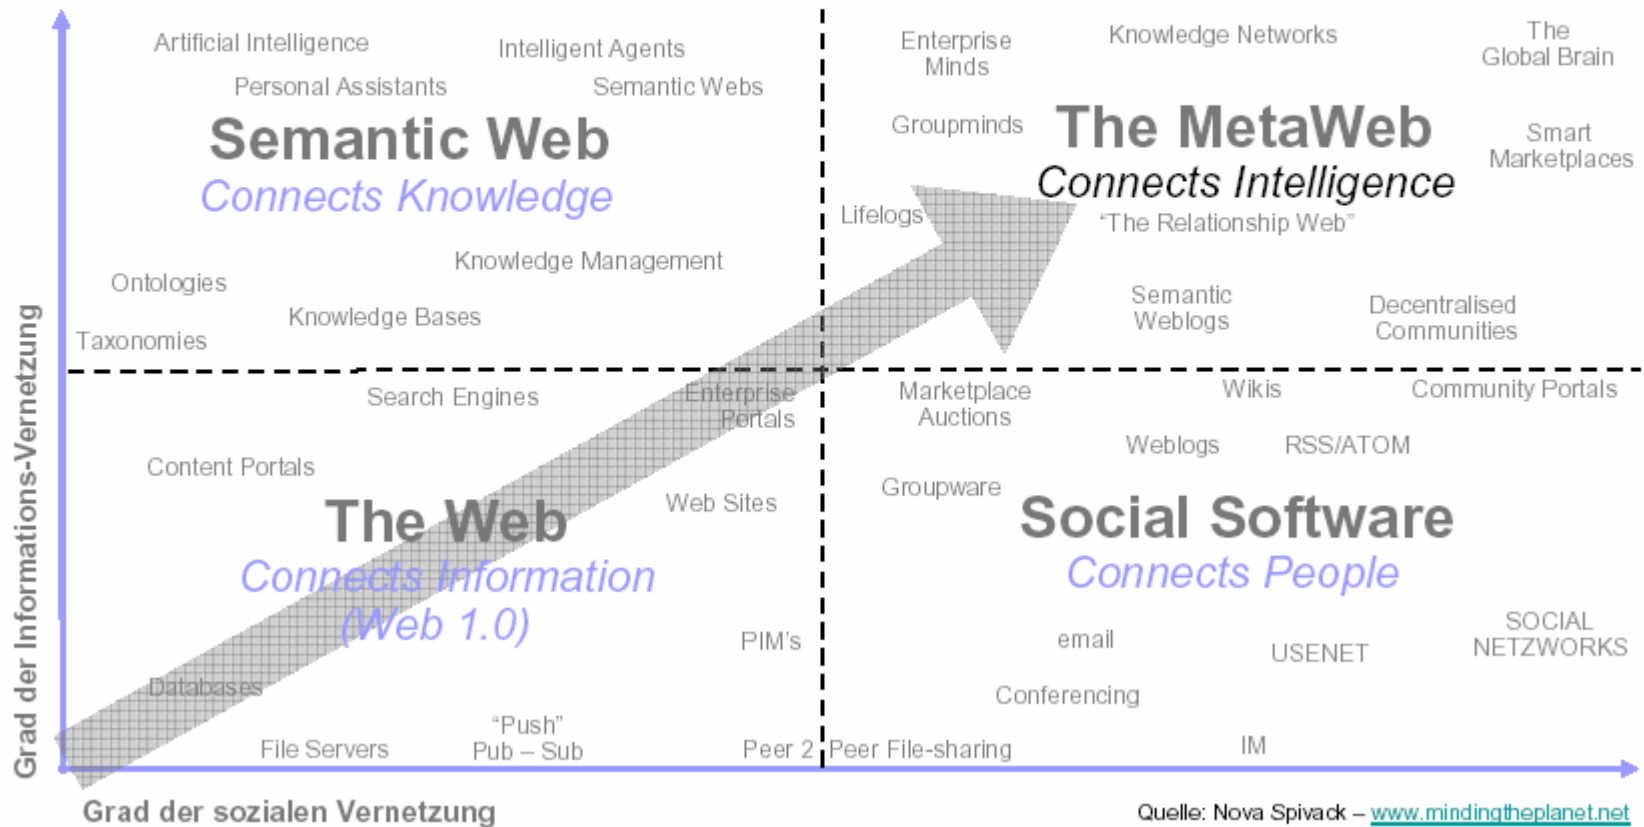 Artificial Intelligence
Intelligent Agents
Personal Assistants
Semantic Webs
Semantic Web
Connects Knowledge
Knowledge Management
Ontologies
Knowledge Bases
Taxonomies
Enterprise
Minds
Knowledge Networks
The
Global Brain
Groupminds
The MetaWeb
Connects Intelligence
Smart
Marketplaces
Lifelogs
"The Relationship Web"
Semantic
Weblogs
Decentralised
Communities
Search Engines
Enterprise
Portals
Content Portals
Web Sites
The Web
Connects Information
(Web 1.0)
PIM's
Databases
"Push"
Pub – Sub
File Servers
Peer 2 Peer File-sharing
Marketplace
Auctions
Wikis
Community Portals
Weblogs
RSS/ATOM
Groupware
Social Software
Connects People
email
USENET
SOCIAL
NETZWORKS
Conferencing
IM
Grad der Informations-Vernetzung
Grad der sozialen Vernetzung
Quelle: Nova Spivack – www.mindingtheplanet.net